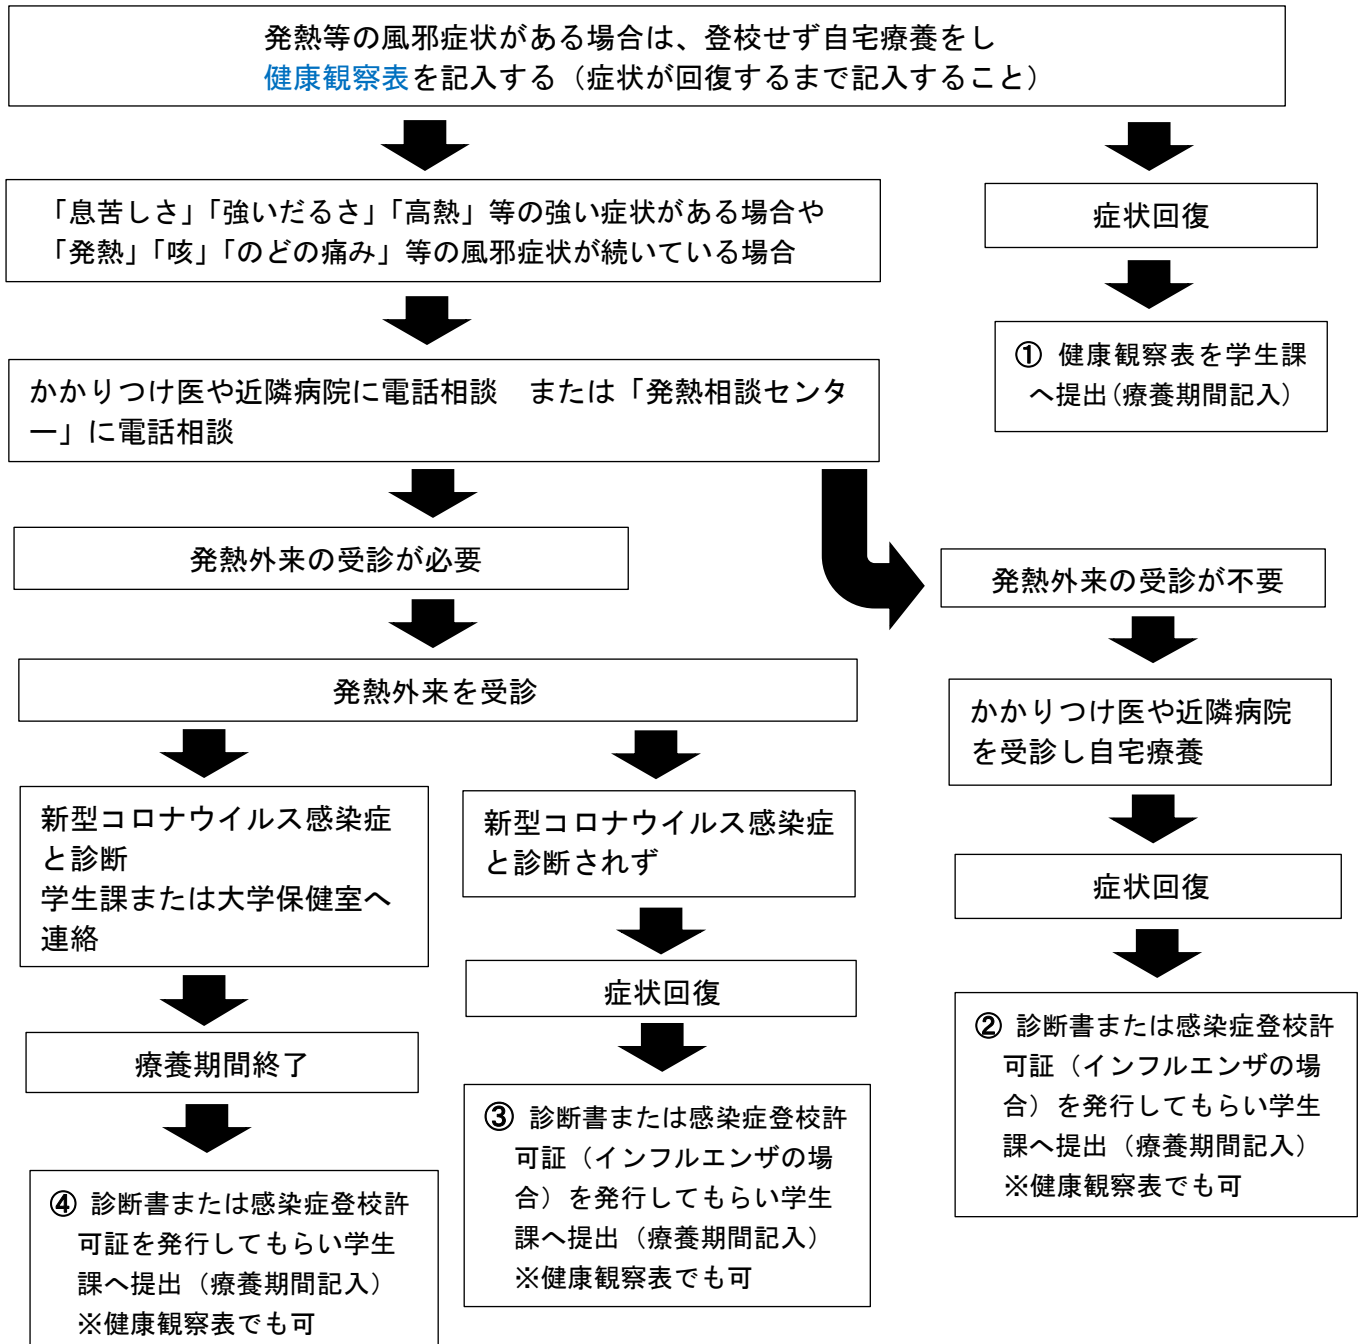 発熱等の風邪症状がある場合は、登校せず自宅療養をし
健康観察表を記入する（症状が回復するまで記入すること）
「息苦しさ」「強いだるさ」「高熱」等の強い症状がある場合や
「発熱」「咳」「のどの痛み」等の風邪症状が続いている場合
症状回復
① 健康観察表を学生課
へ提出（療養期間記入）
かかりつけ医や近隣病院に電話相談　または「発熱相談センタ
ー」に電話相談
発熱外来の受診が必要
発熱外来の受診が不要
発熱外来を受診
かかりつけ医や近隣病院
を受診し自宅療養
新型コロナウイルス感染症
と診断
学生課または大学保健室へ
連絡
新型コロナウイルス感染症
と診断されず
症状回復
症状回復
療養期間終了
② 診断書または感染症登校許
可証（インフルエンザの場
合）を発行してもらい学生
課へ提出（療養期間記入）
※健康観察表でも可
③ 診断書または感染症登校許
可証（インフルエンザの場
合）を発行してもらい学生
課へ提出（療養期間記入）
※健康観察表でも可
④ 診断書または感染症登校許
可証を発行してもらい学生
課へ提出（療養期間記入）
※健康観察表でも可